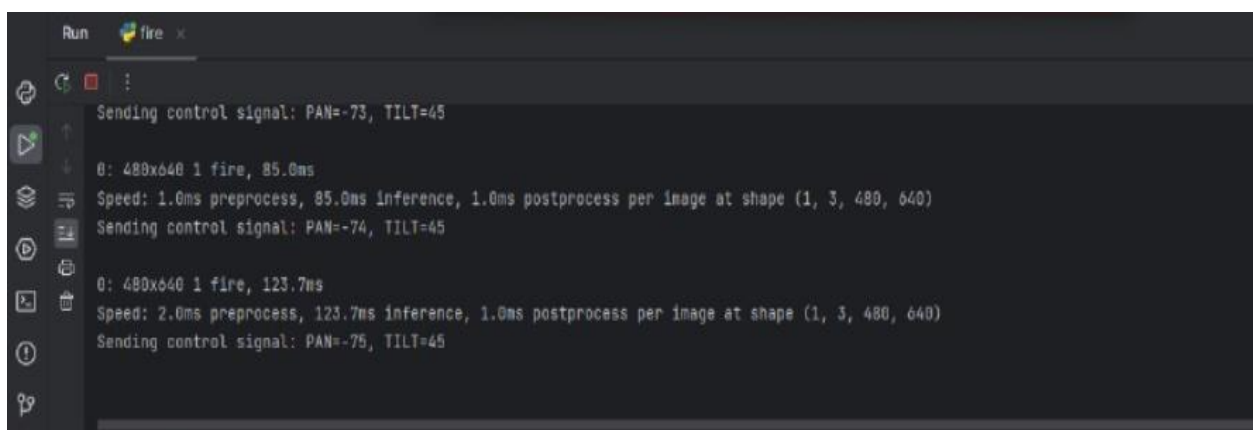 Run fire
Sending control signal: PAN=-73, TILT=45
0: 480x640 1 fire, 85.0ms
Speed: 1.0ms preprocess, 85.0ms inference, 1.0ms postprocess per image at shape (1, 3, 480, 640)
Sending control signal: PAN=-74, TILT=45
0: 480x640 1 fire, 123.7ms
Speed: 2.0ms preprocess, 123.7ms inference, 1.0ms postprocess per image at shape (1, 3, 480, 640)
Sending control signal: PAN=-75, TILT=45